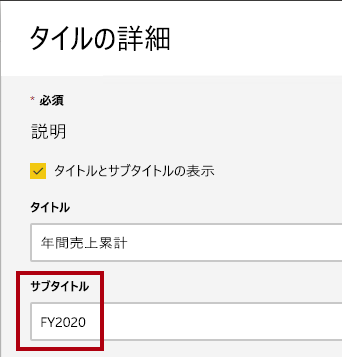 タイルの詳細
* 必須
説明
タイトルとサブタイトルの表示
タイトル
年間売上累計
サブタイトル
FY2020